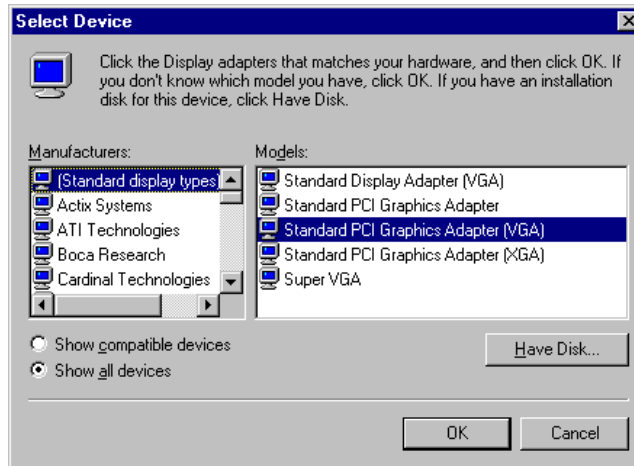 Select Device
Click the Display adapters that matches your hardware, and then click OK. If
you don't know which model you have, click OK. If you have an installation
disk for this device, click Have Disk.
Manufacturers:
(Standard display types)
Actix Systems
ATI Technologies
Boca Research
Cardinal Technologies
Models:
Standard Display Adapter (VGA)
Standard PCI Graphics Adapter
Standard PCI Graphics Adapter (VGA)
Standard PCI Graphics Adapter (XGA)
Super VGA
Show compatible devices
Show all devices
Have Disk...
OK
Cancel